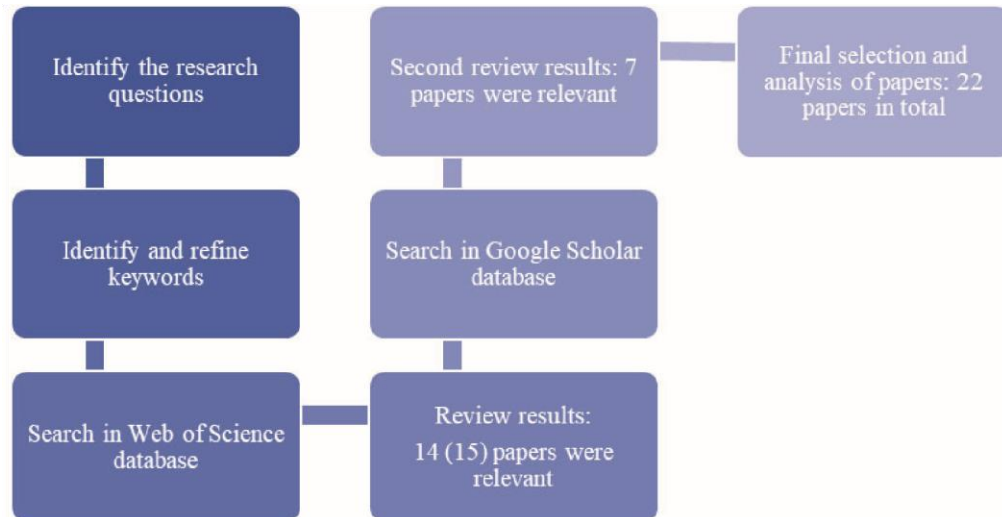 Identify the research
questions
Identify and refine
keywords
Search in Web of Science
database
Review results:
14 (15) papers were
relevant
Search in Google Scholar
database
Second review results: 7
papers were relevant
Final selection and
analysis of papers: 22
papers in total